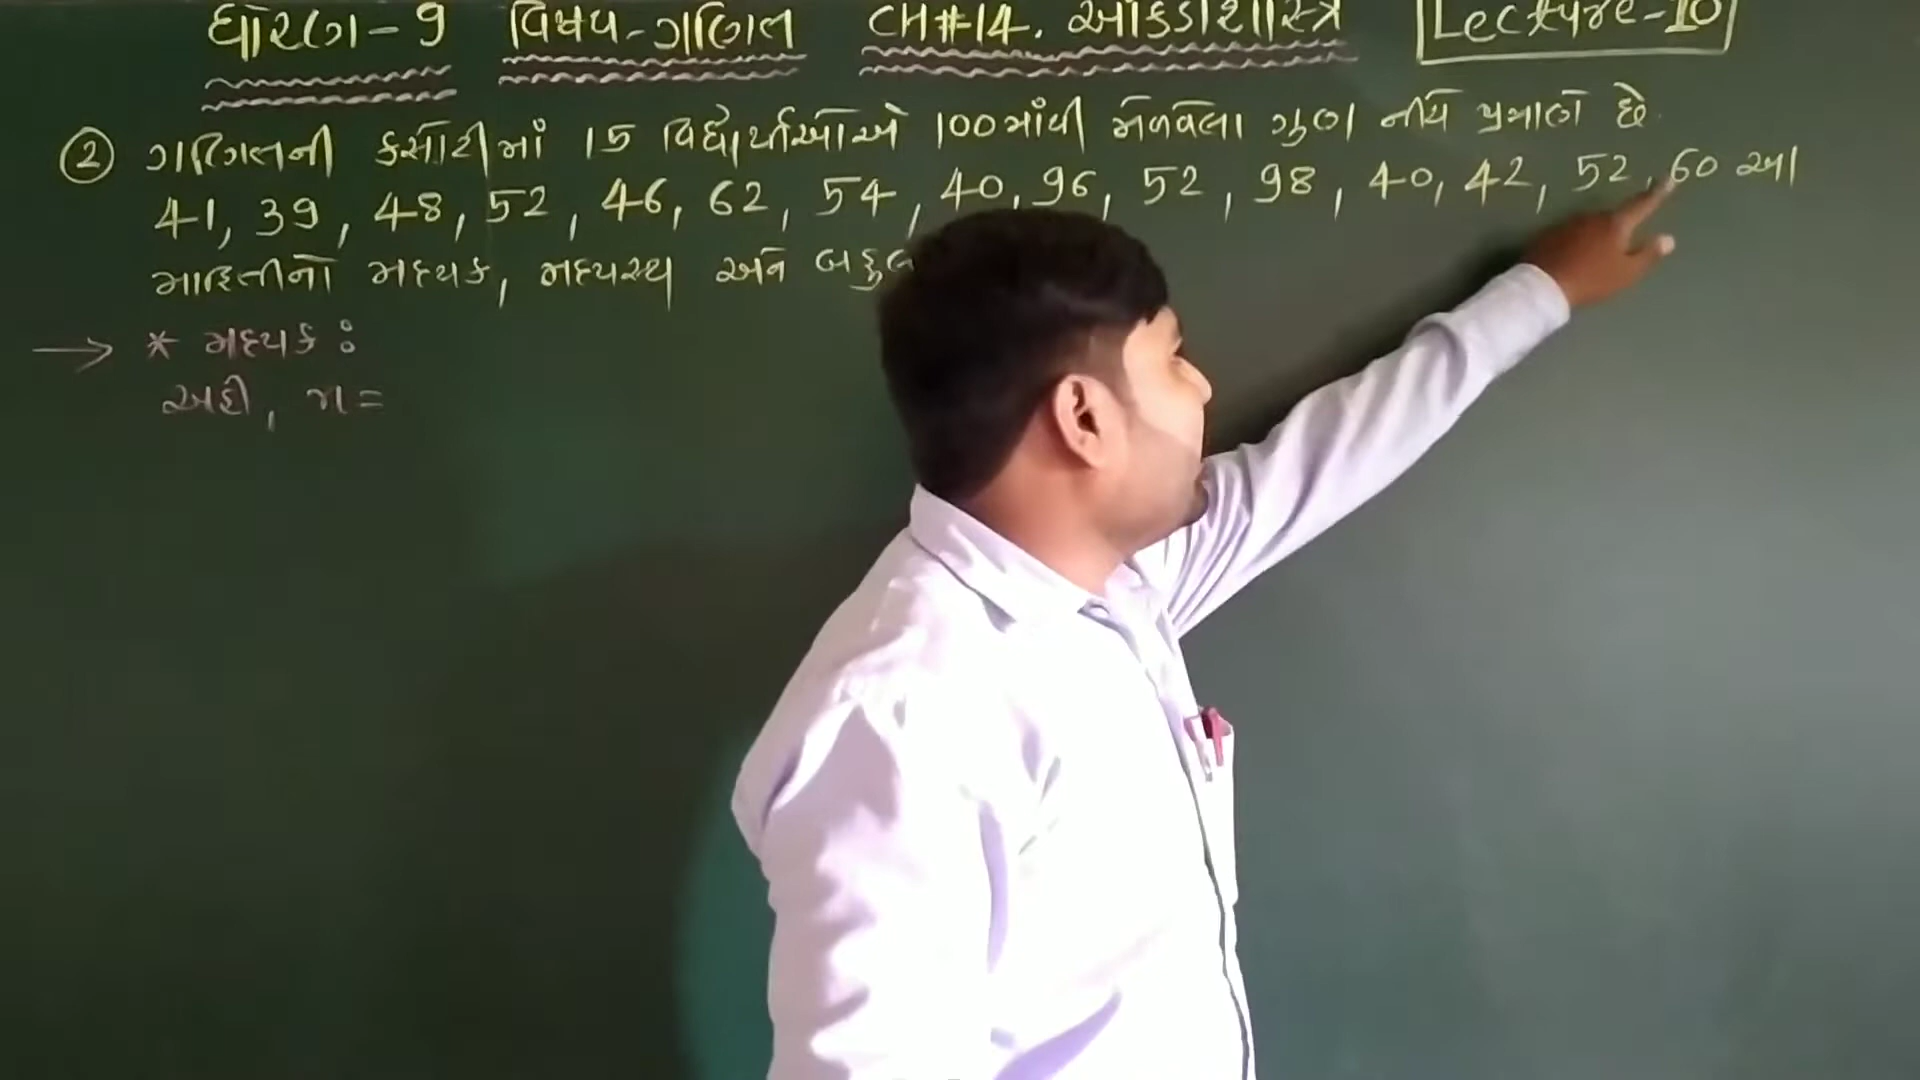 ધોરણ-9 વિષય-ગણિત CH#14. આંકડાશાસ્ત્ર Lecture-10
② ગણિતની કસોટીમાં 15 વિદ્યાર્થીઓએ 100માંથી મેળવેલા ગુણ નીચે પ્રમાણે છે.
41, 39, 48, 52, 46, 62, 54, 40, 96, 52, 98, 40, 42, 52, 60 આ
માહિતીનો મધ્યક, મધ્યસ્થ અને
→ * મધ્યક :
અહીં, n =